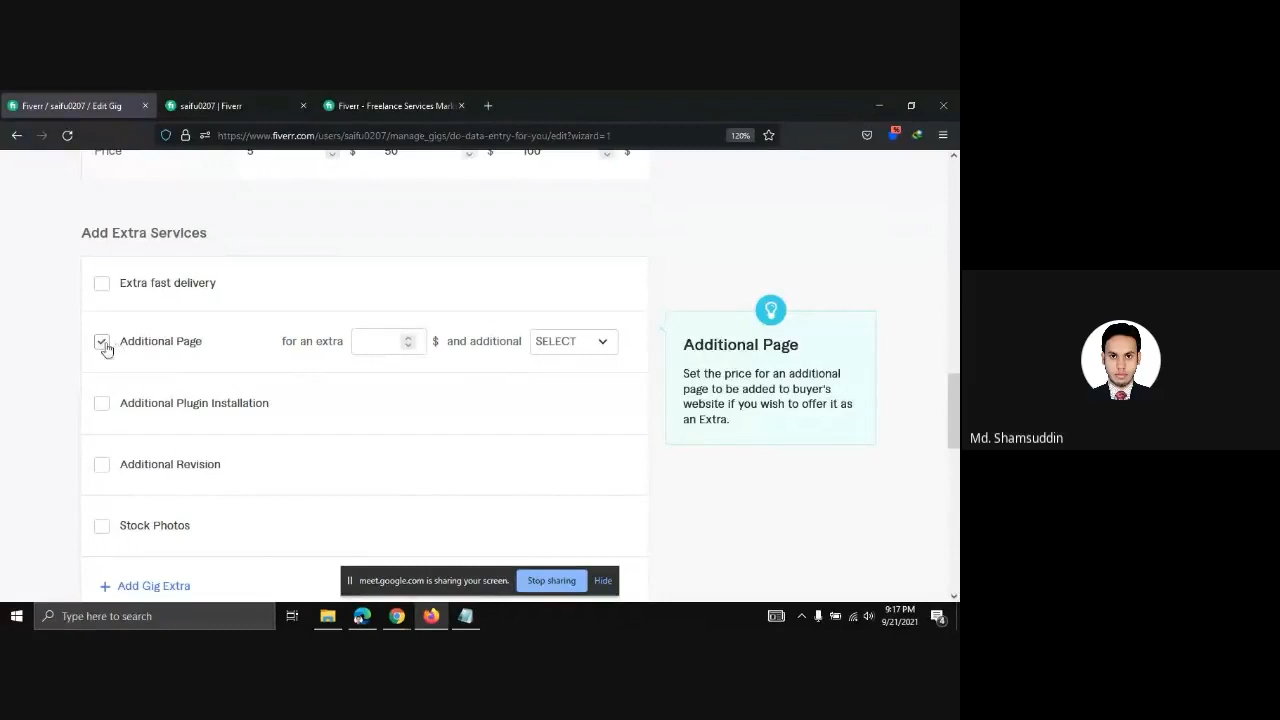 Fiverr / saifu0207 / Edit Gig
saifu0207 | Fiverr
Fiverr - Freelance Services Mark
https://www.fiverr.com/users/saifu0207/manage_gigs/do-data-entry-for-you/edit?wizard=1
120%
Price 5 $ 50 $ 100 $
Add Extra Services
Extra fast delivery
Additional Page for an extra $ and additional SELECT
Additional Page
Set the price for an additional
page to be added to buyer's
website if you wish to offer it as
an Extra.
Additional Plugin Installation
Additional Revision
Stock Photos
+ Add Gig Extra
meet.google.com is sharing your screen. Stop sharing Hide
Type here to search
9:17 PM
9/21/2021
4
Md. Shamsuddin